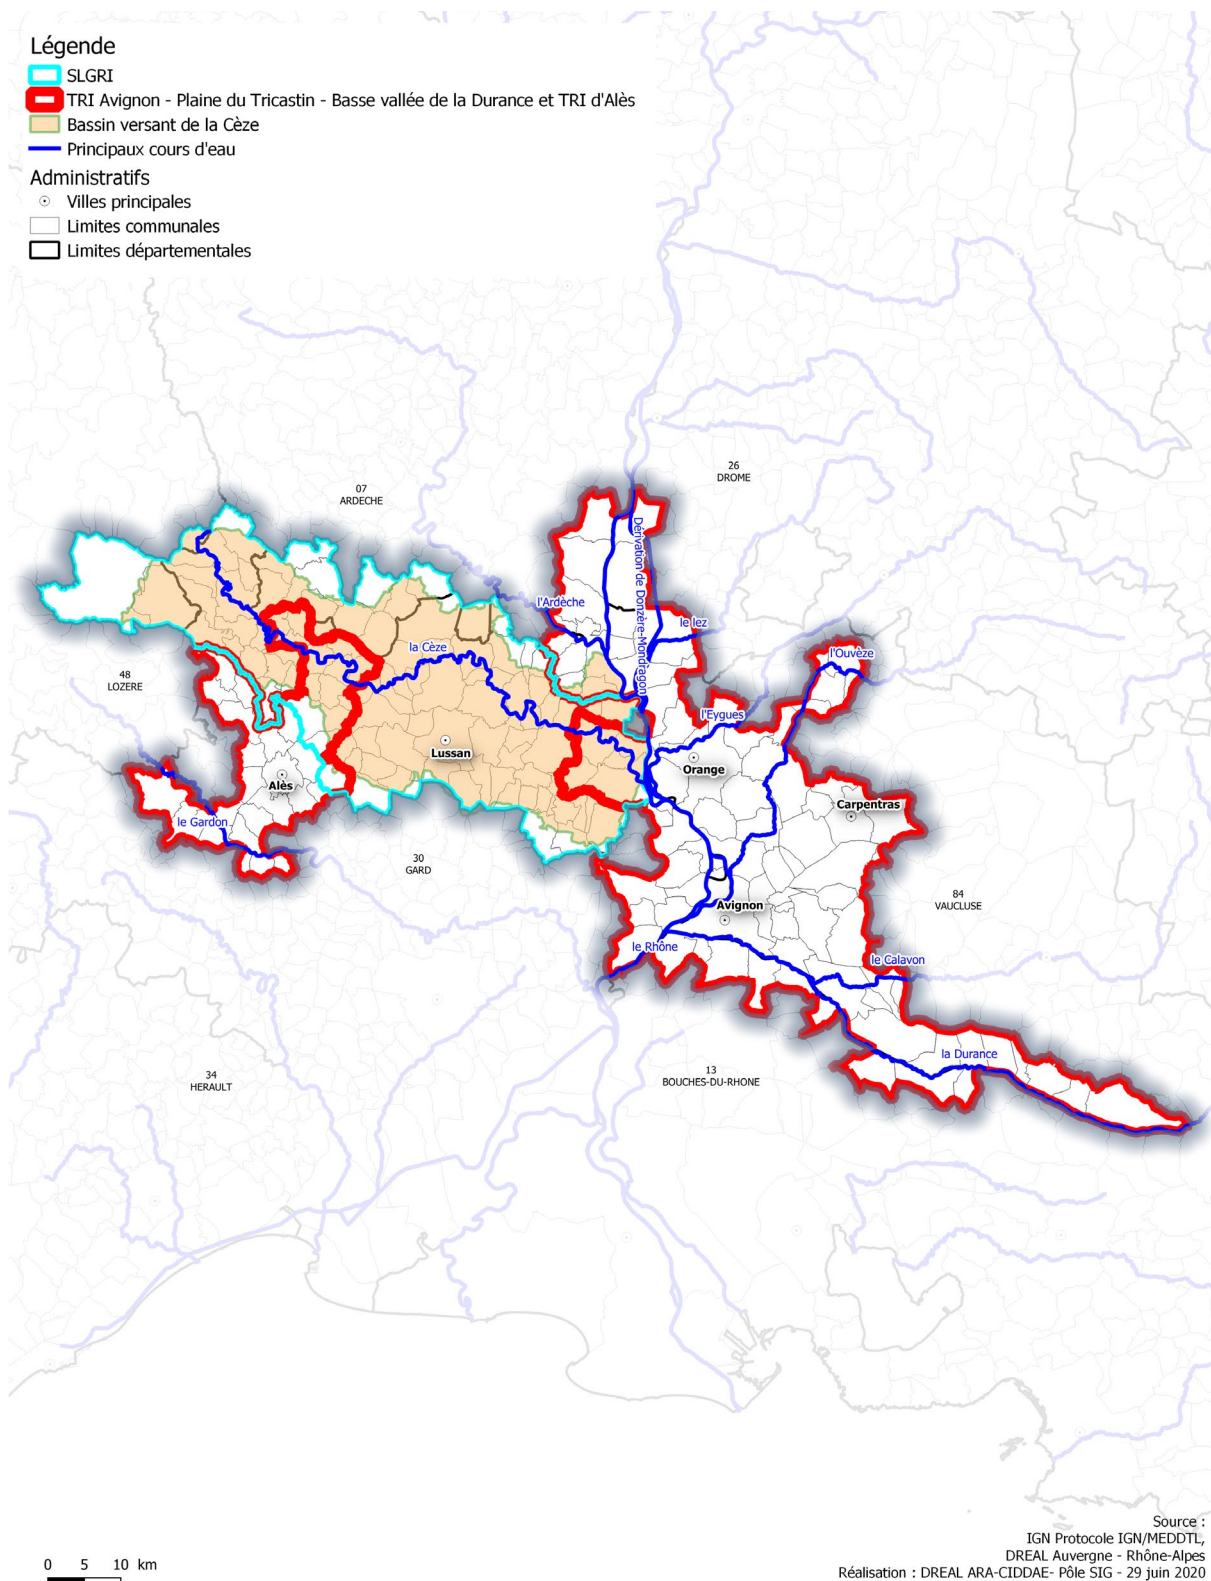 Légende
SLGRI
TRI Avignon - Plaine du Tricastin - Basse vallée de la Durance et TRI d'Alès
Bassin versant de la Cèze
Principaux cours d'eau
Administratifs
Villes principales
Limites communales
Limites départementales
26
DROME
07
ARDECHE
Dérivation de Donzère-Mondragon
l'Ardèche
le lez
la Cèze
l'Ouvèze
48
LOZERE
l'Eygues
Lussan
Orange
Alès
Carpentras
le Gardon
30
GARD
84
VAUCLUSE
Avignon
le Rhône
le Calavon
la Durance
34
HERAULT
13
BOUCHES-DU-RHONE
Source :
IGN Protocole IGN/MEDDTL,
DREAL Auvergne - Rhône-Alpes
Réalisation : DREAL ARA-CIDDAE- Pôle SIG - 29 juin 2020
0 5 10 km